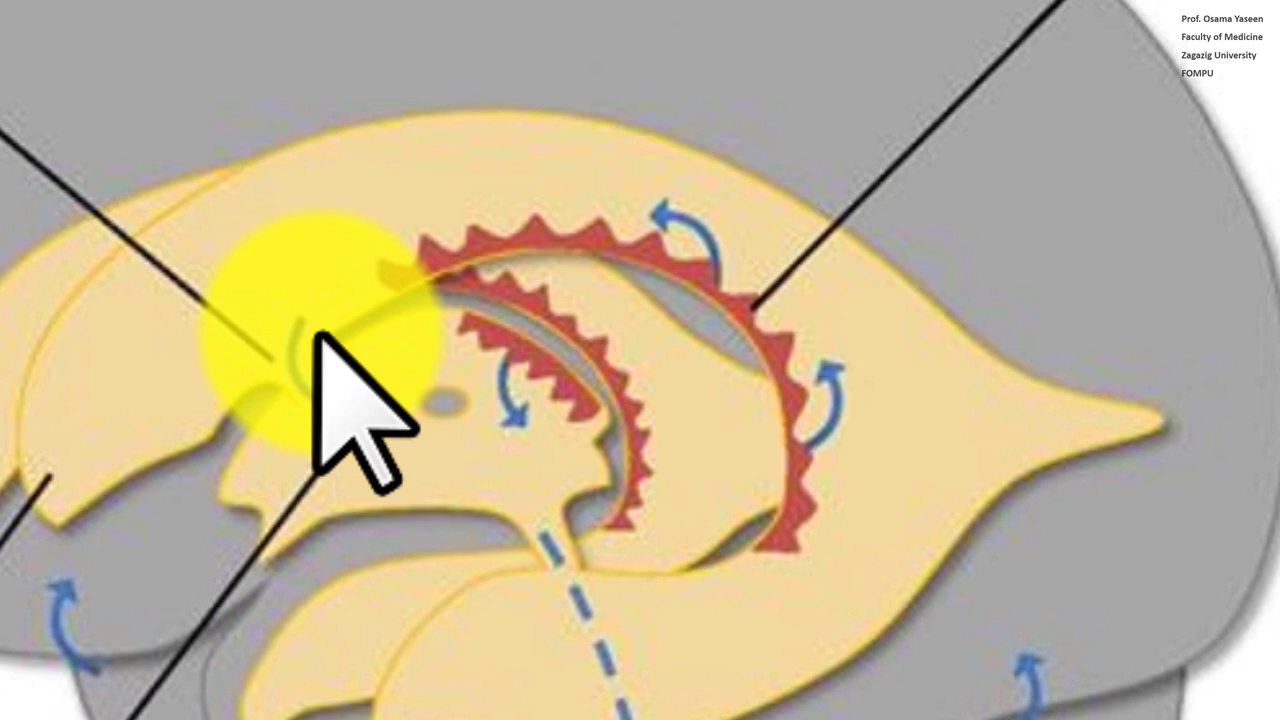 Prof. Osama Yaseen
Faculty of Medicine
Zagazig University
FOMPU